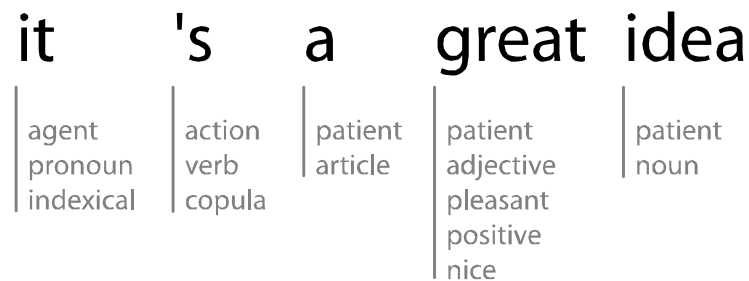 it 's a great idea
agent action patient patient patient
pronoun verb article adjective noun
indexical copula pleasant
positive
nice